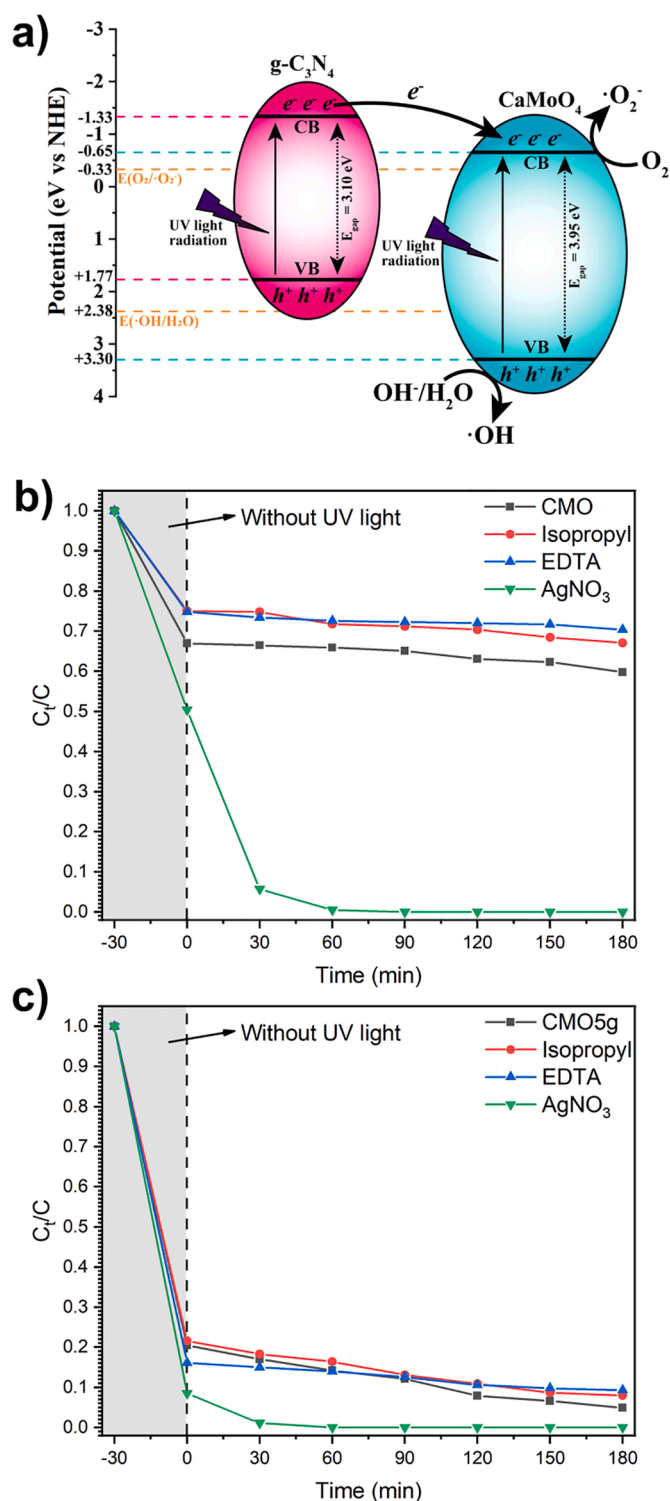 a)
Potential (eV vs NHE)
-3
-2
-1.33
-1
-0.65
-0.33
0
1
+1.77
2
+2.38
3
+3.30
4
E(O₂/·O₂⁻)
E(·OH/H₂O)
g-C₃N₄
e⁻ e⁻ e⁻
CB
UV light
radiation
E_gap = 3.10 eV
VB
h⁺ h⁺ h⁺
e⁻
CaMoO₄
e⁻ e⁻ e⁻
CB
UV light
radiation
E_gap = 3.95 eV
VB
h⁺ h⁺ h⁺
·O₂⁻
O₂
OH⁻/H₂O
·OH
b)
Without UV light
CMO
Isopropyl
EDTA
AgNO₃
Cₜ/C
1.0
0.9
0.8
0.7
0.6
0.5
0.4
0.3
0.2
0.1
0.0
-30 0 30 60 90 120 150 180
Time (min)
c)
Without UV light
CMO5g
Isopropyl
EDTA
AgNO₃
Cₜ/C
1.0
0.9
0.8
0.7
0.6
0.5
0.4
0.3
0.2
0.1
0.0
-30 0 30 60 90 120 150 180
Time (min)